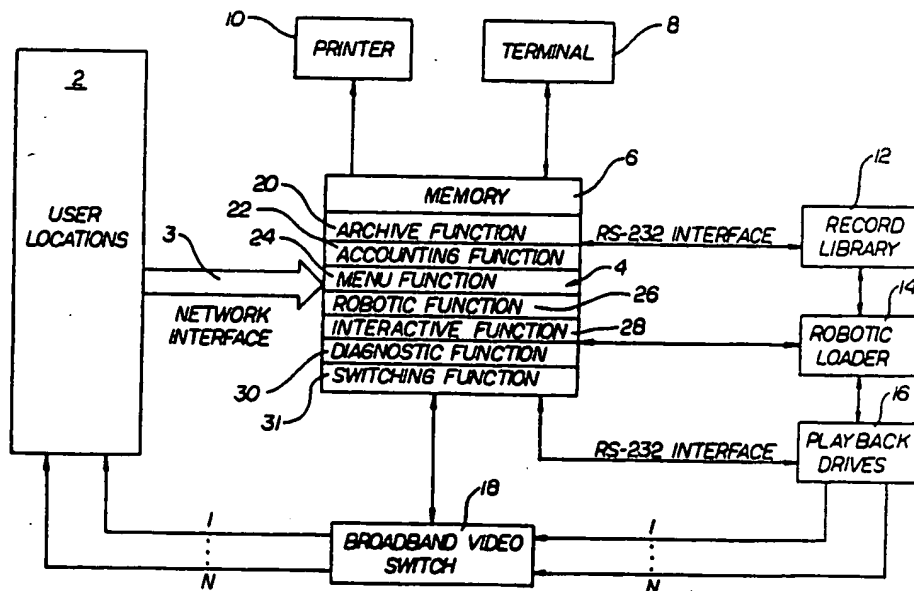 10
PRINTER
TERMINAL
8
2
USER
LOCATIONS
3
NETWORK
INTERFACE
MEMORY
6
20
ARCHIVE FUNCTION
22
ACCOUNTING FUNCTION
24
MENU FUNCTION
4
ROBOTIC FUNCTION
26
INTERACTIVE FUNCTION
28
DIAGNOSTIC FUNCTION
30
SWITCHING FUNCTION
31
RS-232 INTERFACE
12
RECORD
LIBRARY
14
ROBOTIC
LOADER
16
RS-232 INTERFACE
PLAYBACK
DRIVES
18
BROADBAND VIDEO
SWITCH
1
N
1
N